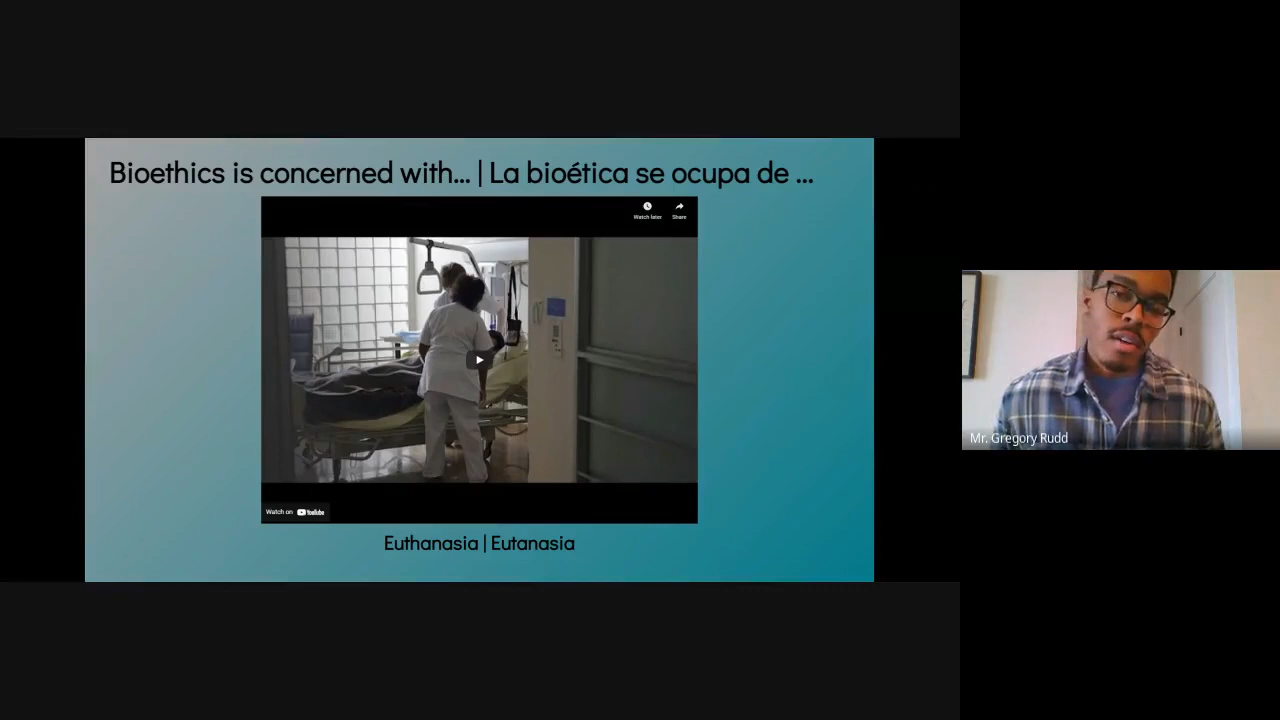 Bioethics is concerned with... | La bioética se ocupa de ...
Watch later
Share
Watch on YouTube
Euthanasia | Eutanasia
Mr. Gregory Rudd